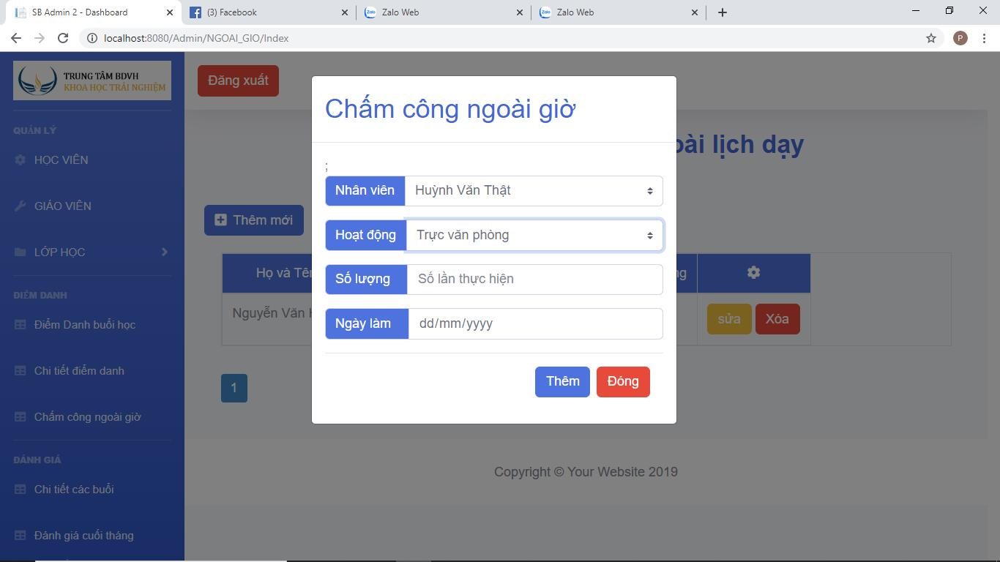 SB Admin 2 - Dashboard
(3) Facebook
Zalo Web
Zalo Web
localhost:8080/Admin/NGOAI_GIO/Index
P
TRUNG TÂM BDVH
KHOA HỌC TRẢI NGHIỆM
QUẢN LÝ
HỌC VIÊN
GIÁO VIÊN
LỚP HỌC
ĐIỂM DANH
Điểm Danh buổi học
Chi tiết điểm danh
Chấm công ngoài giờ
ĐÁNH GIÁ
Chi tiết các buổi
Đánh giá cuối tháng
Đăng xuất
lịch dạy
Thêm mới
Họ và
Nguyễn Văn
sửa Xóa
1
Chấm công ngoài giờ
;
Nhân viên Huỳnh Văn Thật
Hoạt động Trực văn phòng
Số lượng Số lần thực hiện
Ngày làm dd/mm/yyyy
Thêm Đóng
Copyright © Your Website 2019